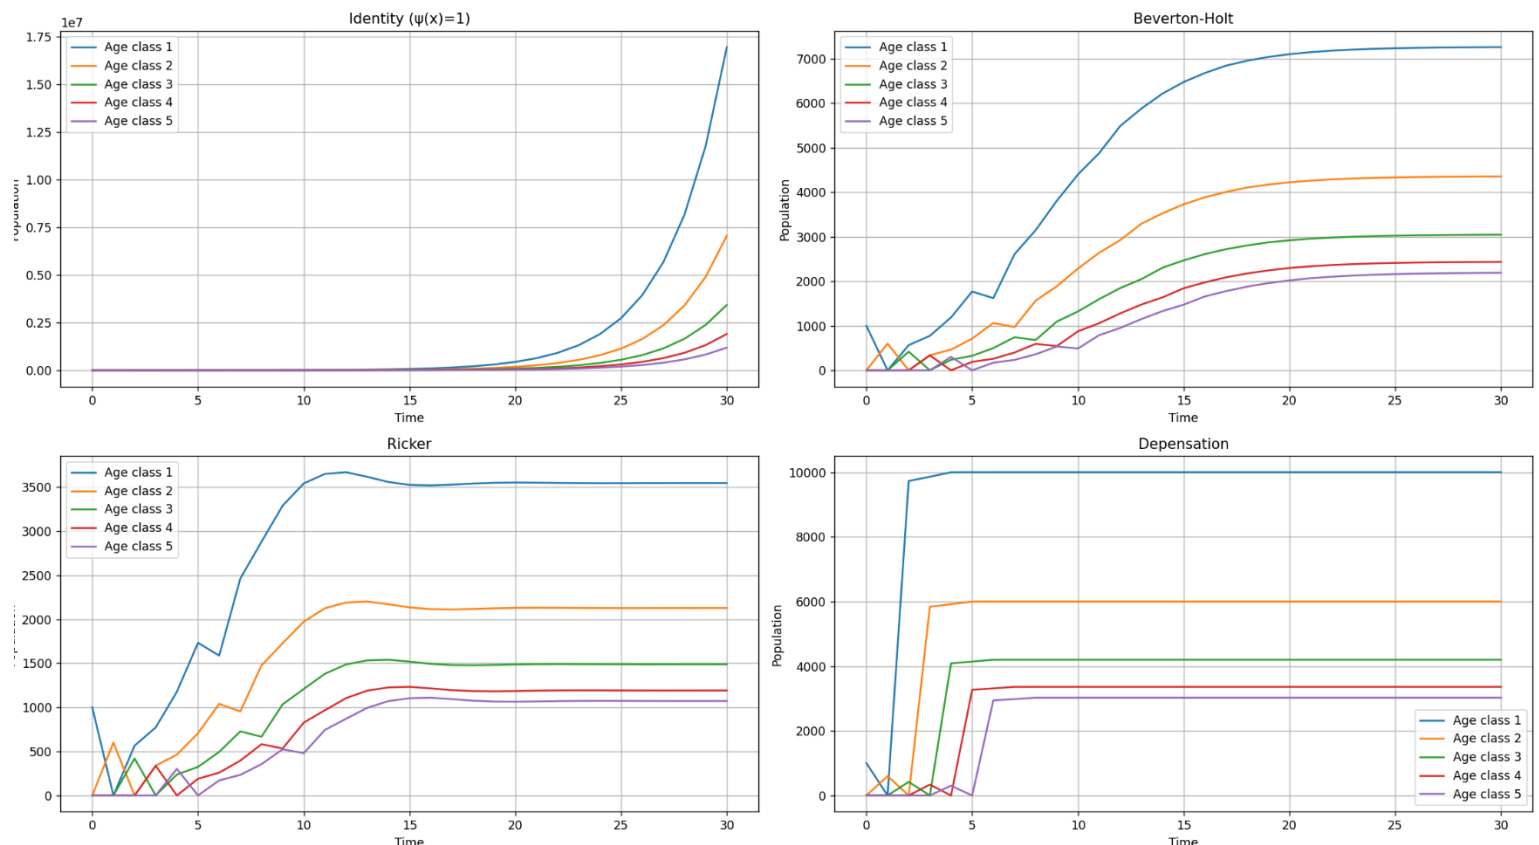 Identity (ψ(x)=1)
1e7
1.75
1.50
1.25
1.00
0.75
0.50
0.25
0.00
Age class 1
Age class 2
Age class 3
Age class 4
Age class 5
0 5 10 15 20 25 30
Time
Beverton-Holt
Population
7000
6000
5000
4000
3000
2000
1000
0
Age class 1
Age class 2
Age class 3
Age class 4
Age class 5
0 5 10 15 20 25 30
Time
Ricker
3500
3000
2500
2000
1500
1000
500
0
Age class 1
Age class 2
Age class 3
Age class 4
Age class 5
0 5 10 15 20 25 30
Time
Depensation
Population
10000
8000
6000
4000
2000
0
Age class 1
Age class 2
Age class 3
Age class 4
Age class 5
0 5 10 15 20 25 30
Time